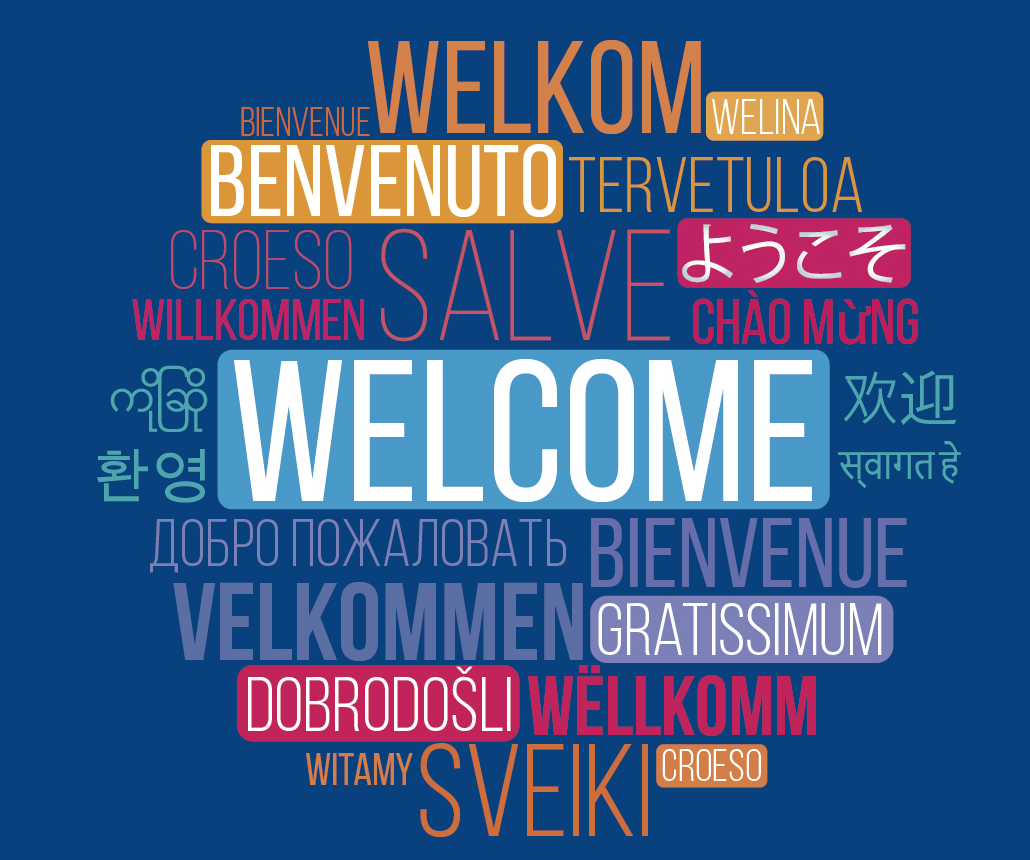 WELKOM
BIENVENUE
WELINA
BENVENUTO
TERVETULOA
CROESO
SALVE
ようこそ
WILLKOMMEN
CHÀO MừNG
ကြိုဆို
WELCOME
欢迎
환영
स्वागत हे
ДОБРО ПОЖАЛОВАТЬ
BIENVENUE
VELKOMMEN
GRATISSIMUM
DOBRODOŠLI
WËLLKOMM
WITAMY
SVEIKI
CROESO